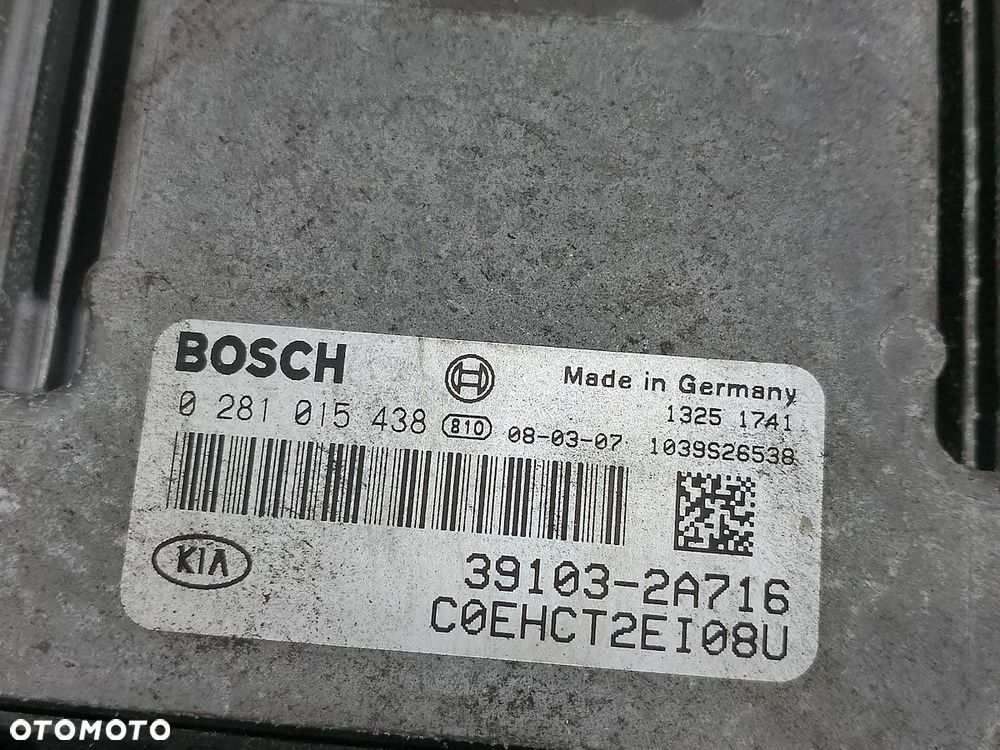 BOSCH
Made in Germany
0 281 015 438 810 08-03-07
1325 1741
1039S26538
KIA
39103-2A716
C0EHCT2EI08U
OTOMOTO